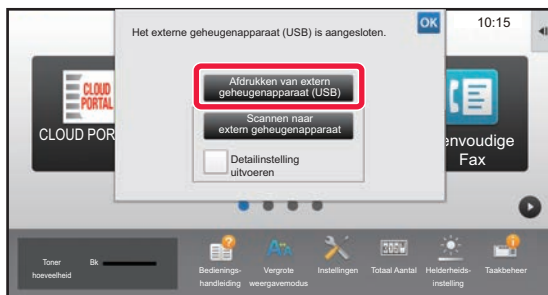 Het externe geheugenapparaat (USB) is aangesloten.
OK
10:15
Afdrukken van extern
geheugenapparaat (USB)
Scannen naar
extern geheugenapparaat
Detailinstelling
uitvoeren
CLOUD
PORTAL
CLOUD POR
envoudige
Fax
Toner
hoeveelheid
Bk
Bedienings-
handleiding
Vergrote
weergavemodus
Instellingen
Totaal Aantal
Helderheids-
instelling
Taakbeheer